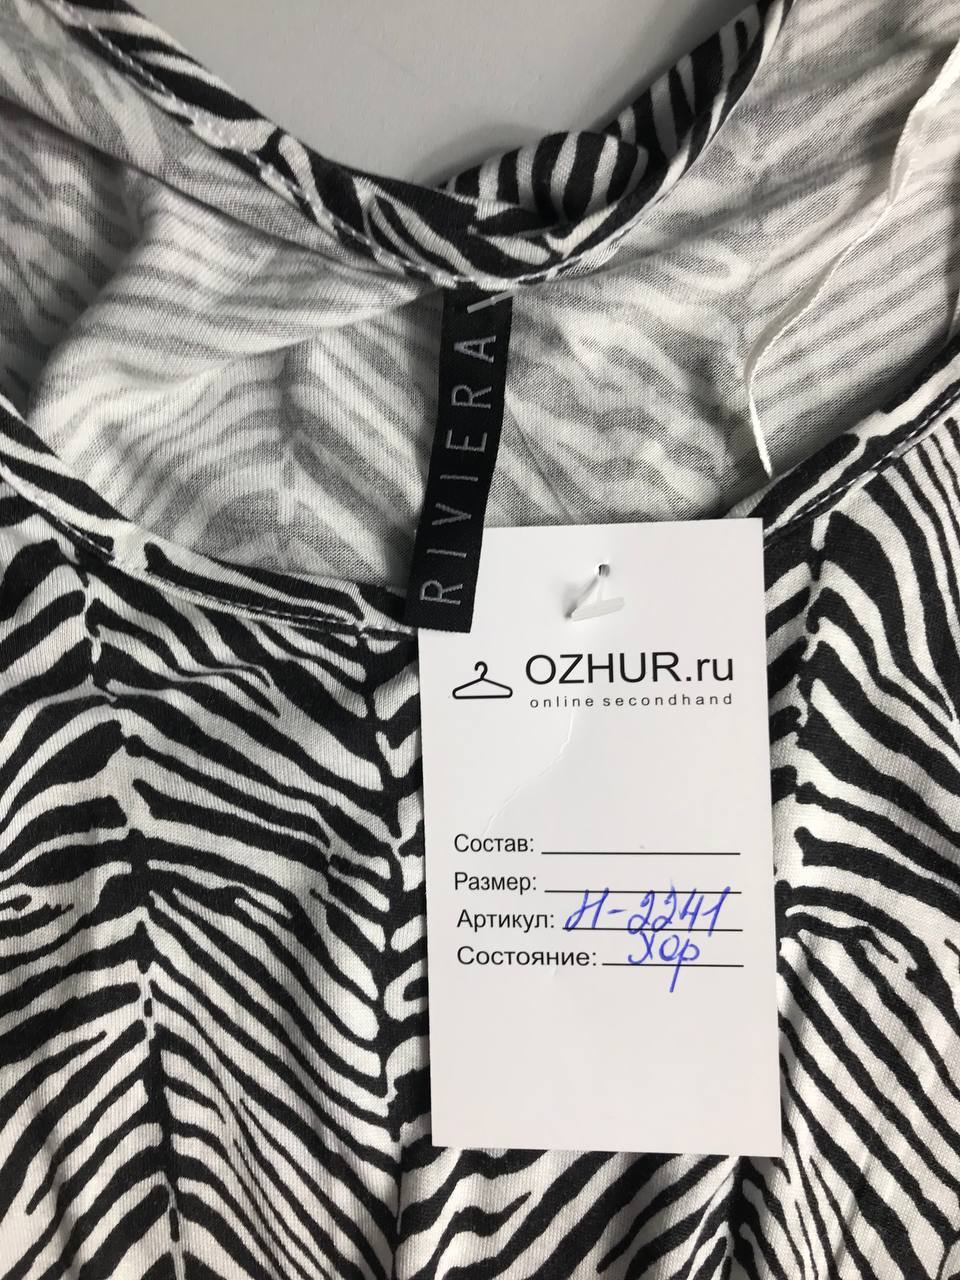 RIVIERA
OZHUR.ru
online secondhand
Состав:
Размер:
Артикул: Н-2241
Состояние: Хор